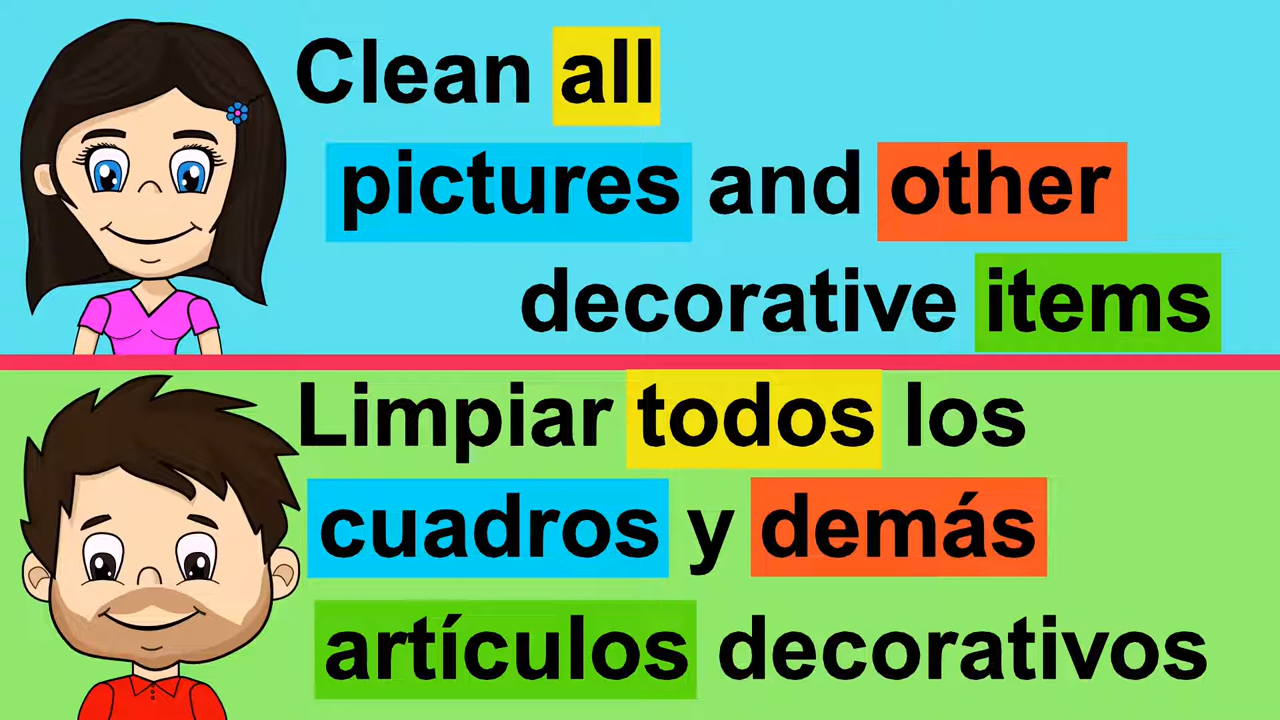 Clean all
pictures and other
decorative items
Limpiar todos los
cuadros y demás
artículos decorativos